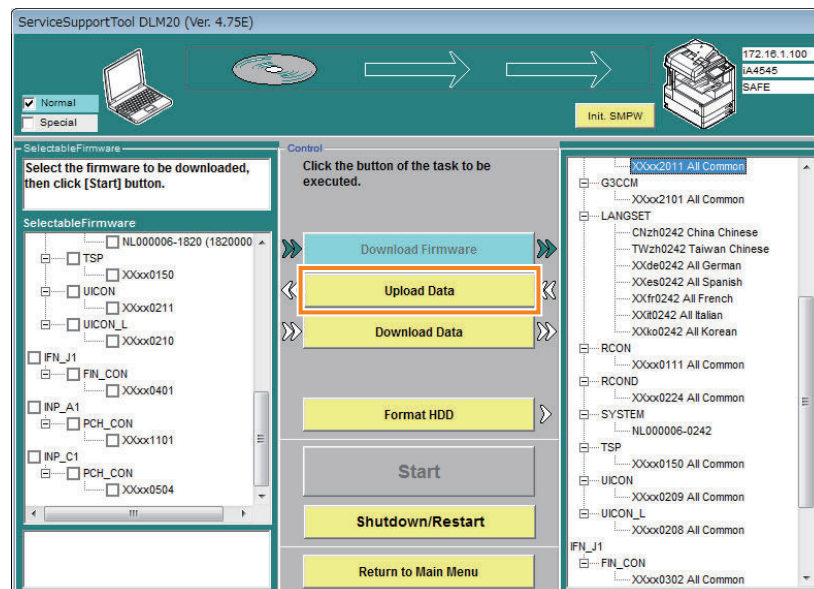 ServiceSupportTool DLM20 (Ver. 4.75E)
172.16.1.100
iA4545
SAFE
Normal
Special
Init. SMPW
SelectableFirmware
Select the firmware to be downloaded,
then click [Start] button.
SelectableFirmware
NL000006-1820 (1820000
TSP
XXxx0150
UICON
XXxx0211
UICON_L
XXxx0210
IFN_J1
FIN_CON
XXxx0401
INP_A1
PCH_CON
XXxx1101
INP_C1
PCH_CON
XXxx0504
Control
Click the button of the task to be
executed.
Download Firmware
Upload Data
Download Data
Format HDD
Start
Shutdown/Restart
Return to Main Menu
XXxx2011 All Common
G3CCM
XXxx2101 All Common
LANGSET
CNzh0242 China Chinese
TWzh0242 Taiwan Chinese
XXde0242 All German
XXes0242 All Spanish
XXfr0242 All French
XXit0242 All Italian
XXko0242 All Korean
RCON
XXxx0111 All Common
RCOND
XXxx0224 All Common
SYSTEM
NL000006-0242
TSP
XXxx0150 All Common
UICON
XXxx0209 All Common
UICON_L
XXxx0208 All Common
IFN_J1
FIN_CON
XXxx0302 All Common